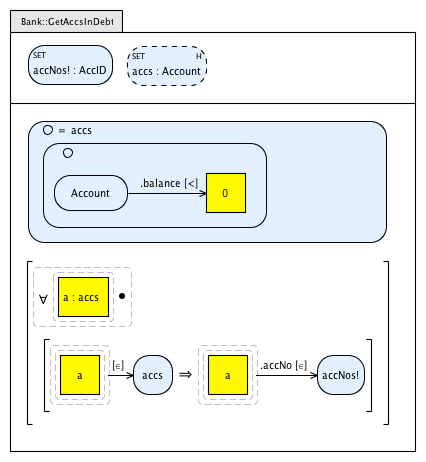 Bank::GetAccsInDebt
SET
accNos! : AccID
SET H
accs : Account
= accs
Account .balance [<] 0
∀ a : accs •
a [∈] accs ⇒ a .accNo [∈] accNos!